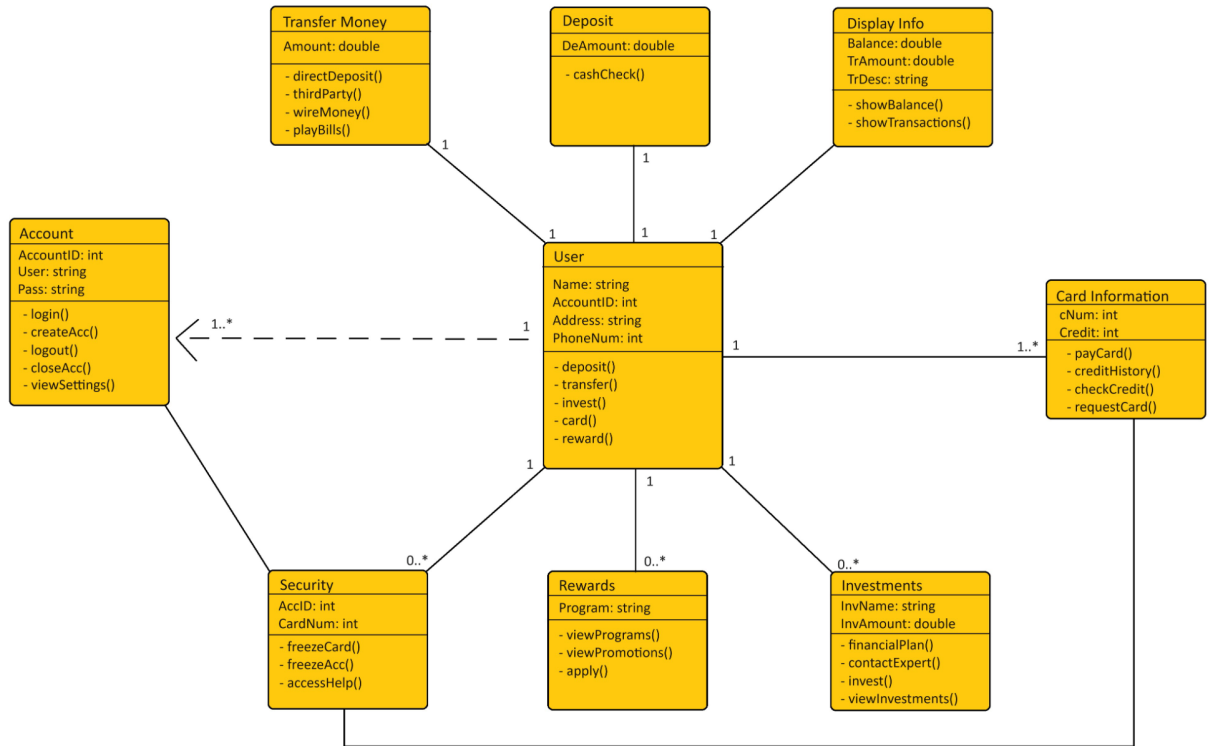 Transfer Money
Amount: double
- directDeposit()
- thirdParty()
- wireMoney()
- playBills()
Deposit
DeAmount: double
- cashCheck()
Display Info
Balance: double
TrAmount: double
TrDesc: string
- showBalance()
- showTransactions()
1
1
1
1
1
Account
AccountID: int
User: string
Pass: string
- login()
- createAcc()
- logout()
- closeAcc()
- viewSettings()
1..*
1
User
Name: string
AccountID: int
Address: string
PhoneNum: int
- deposit()
- transfer()
- invest()
- card()
- reward()
1
1..*
Card Information
cNum: int
Credit: int
- payCard()
- creditHistory()
- checkCredit()
- requestCard()
1
1
1
0..*
0..*
0..*
Security
AccID: int
CardNum: int
- freezeCard()
- freezeAcc()
- accessHelp()
Rewards
Program: string
- viewPrograms()
- viewPromotions()
- apply()
Investments
InvName: string
InvAmount: double
- financialPlan()
- contactExpert()
- invest()
- viewInvestments()